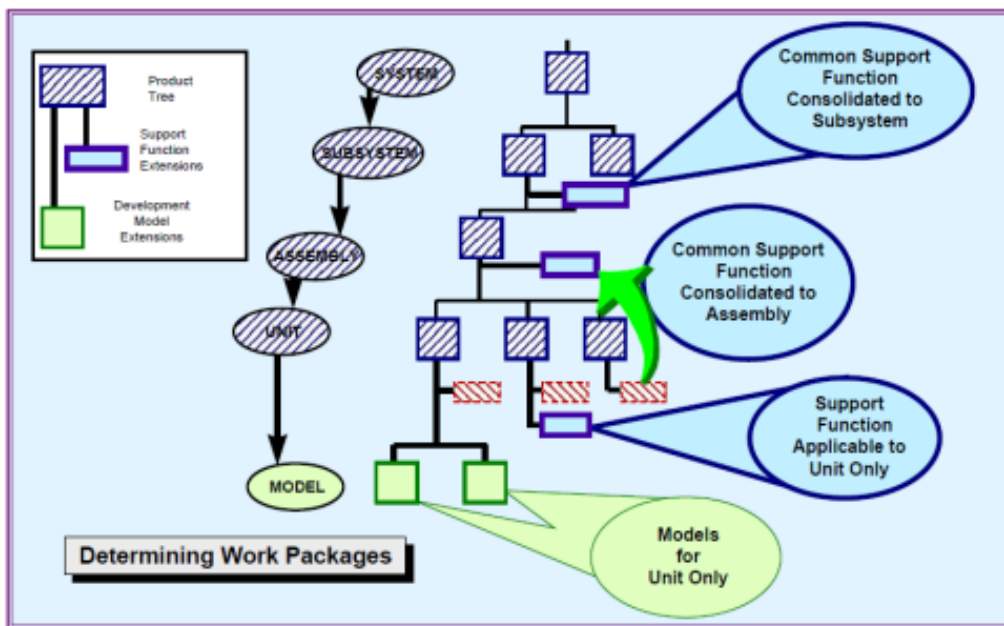 Product
Tree
Support
Function
Extensions
Development
Model
Extensions
SYSTEM
SUBSYSTEM
ASSEMBLY
UNIT
MODEL
Common Support
Function
Consolidated to
Subsystem
Common Support
Function
Consolidated to
Assembly
Support
Function
Applicable to
Unit Only
Models
for
Unit Only
Determining Work Packages